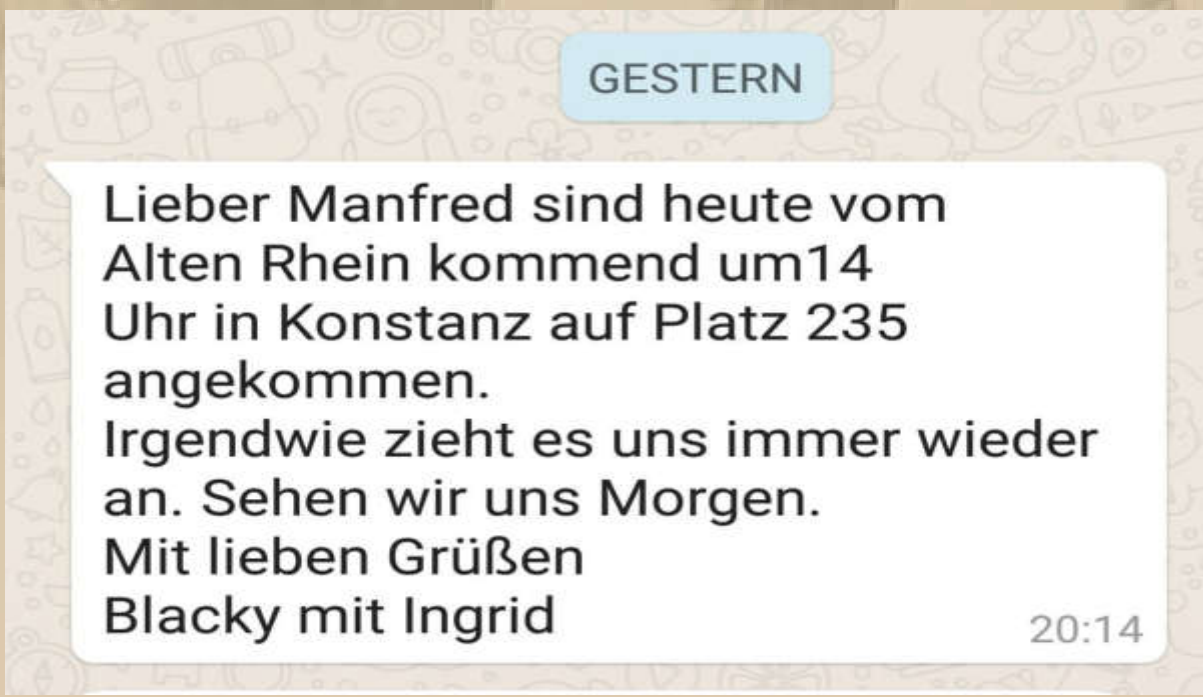 GESTERN
Lieber Manfred sind heute vom
Alten Rhein kommend um14
Uhr in Konstanz auf Platz 235
angekommen.
Irgendwie zieht es uns immer wieder
an. Sehen wir uns Morgen.
Mit lieben Grüßen
Blacky mit Ingrid
20:14